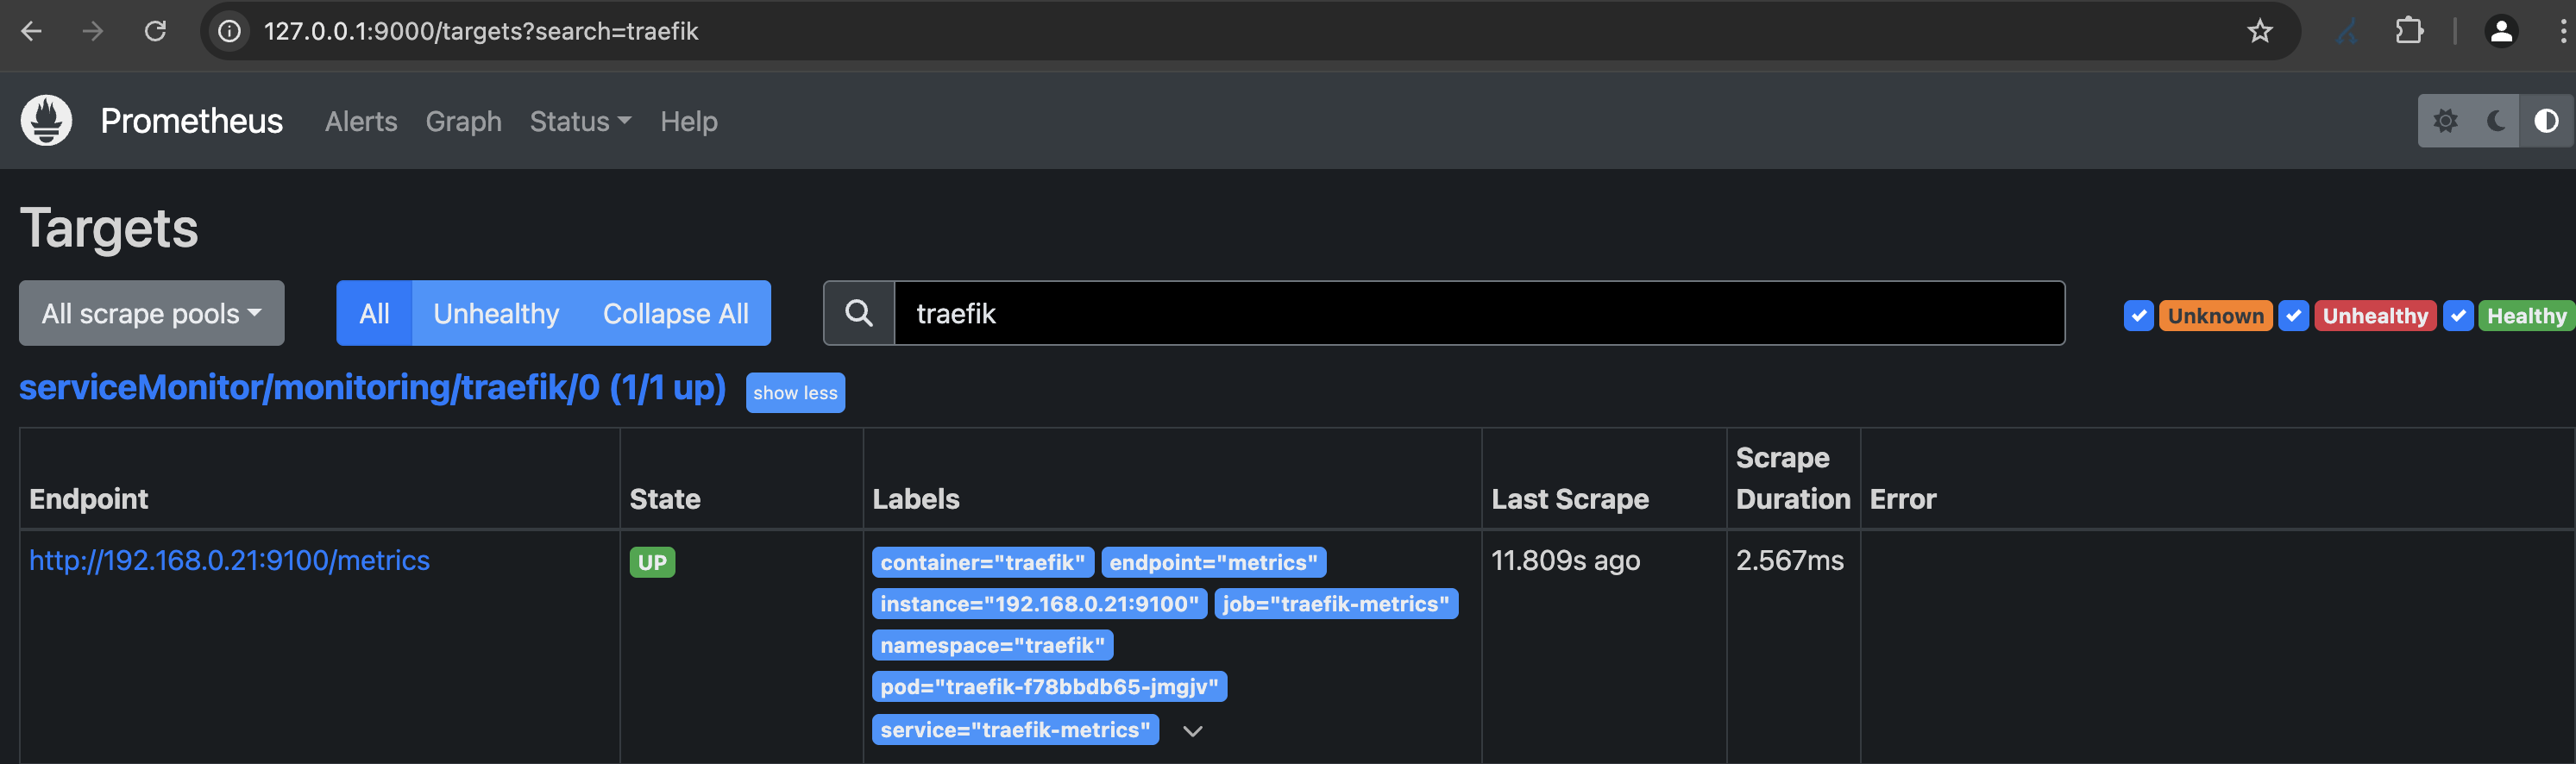 127.0.0.1:9000/targets?search=traefik
Prometheus Alerts Graph Status Help
Targets
All scrape pools All Unhealthy Collapse All traefik Unknown Unhealthy Healthy
serviceMonitor/monitoring/traefik/0 (1/1 up) show less
Endpoint State Labels Last Scrape Scrape Duration Error
http://192.168.0.21:9100/metrics UP container="traefik" endpoint="metrics" 11.809s ago 2.567ms
instance="192.168.0.21:9100" job="traefik-metrics"
namespace="traefik"
pod="traefik-f78bbdb65-jmgjv"
service="traefik-metrics"